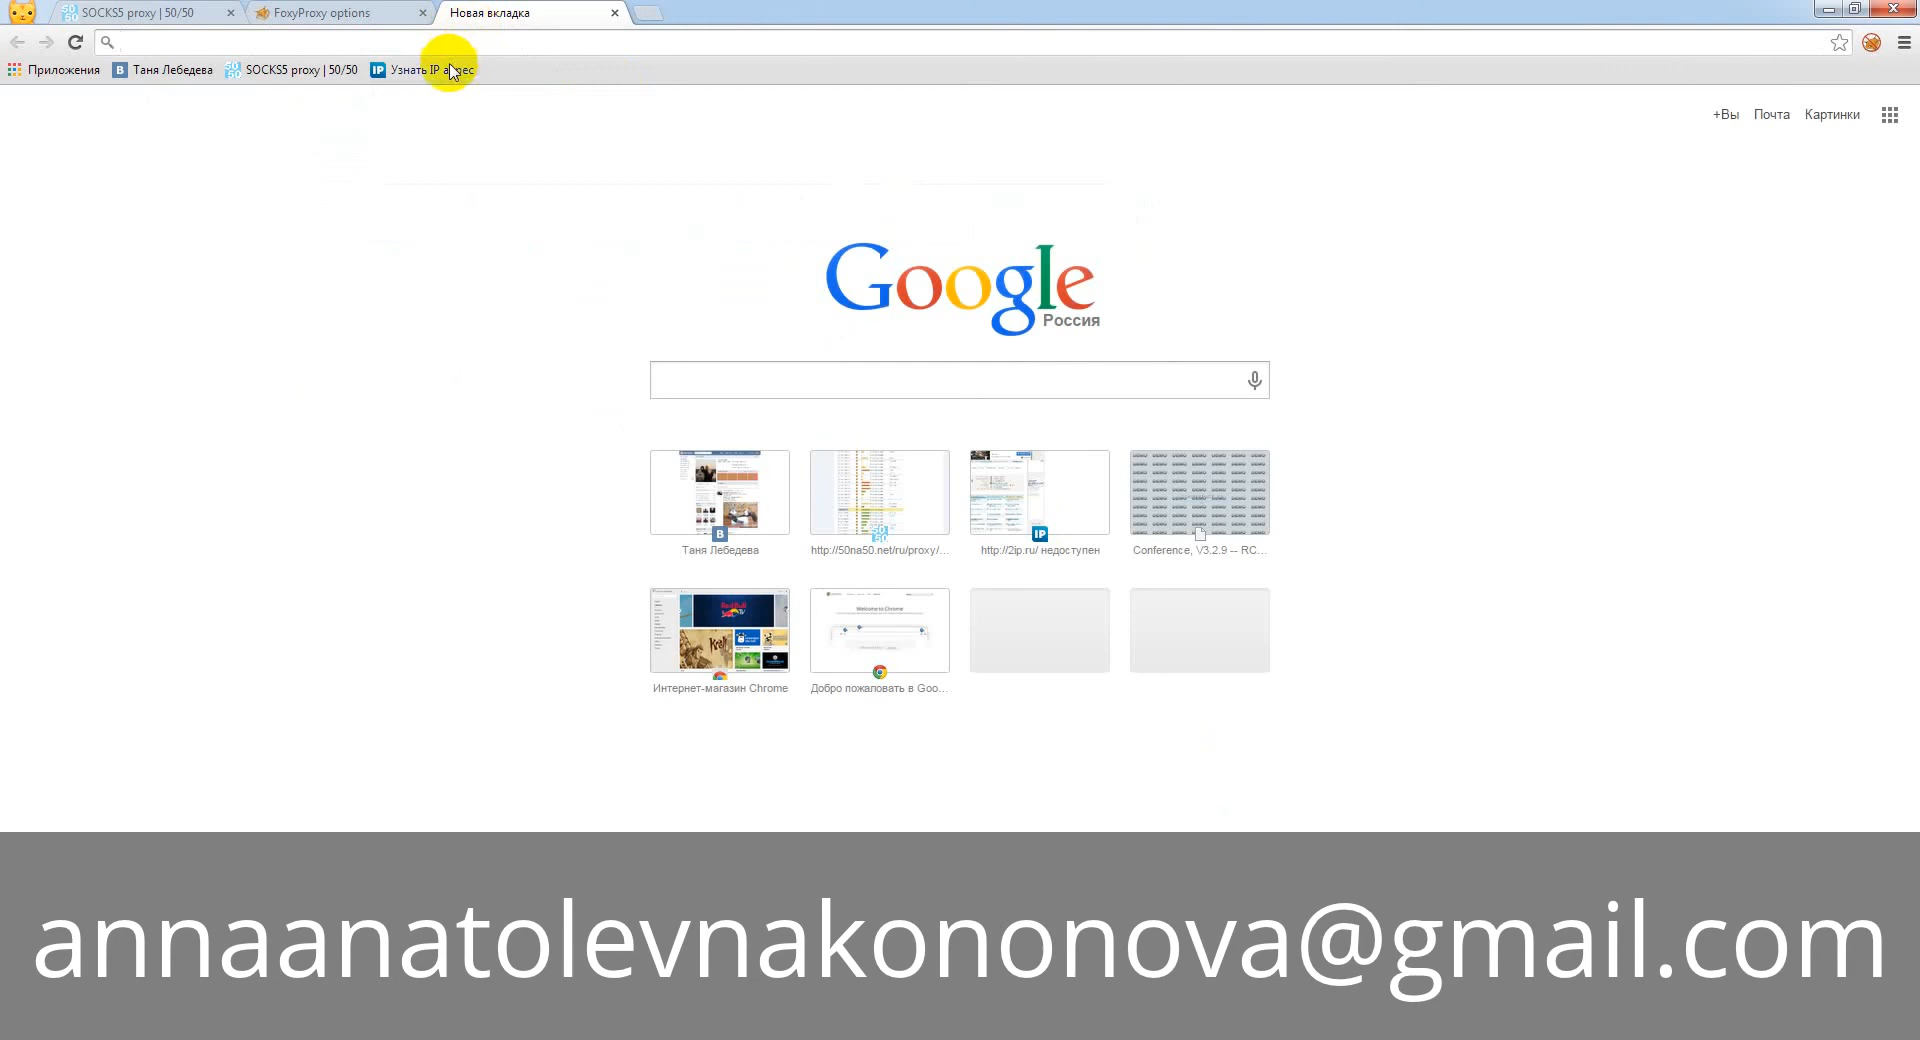 SOCKS5 proxy | 50/50
FoxyProxy options
Новая вкладка
Приложения
Таня Лебедева
SOCKS5 proxy | 50/50
Узнать IP адрес
+Вы Почта Картинки
Google
Россия
Таня Лебедева
http://50na50.net/ru/proxy/...
http://2ip.ru/ недоступен
Conference, V3.2.9 -- RC...
Интернет-магазин Chrome
Добро пожаловать в Goo...
annaanatolevnakononova@gmail.com